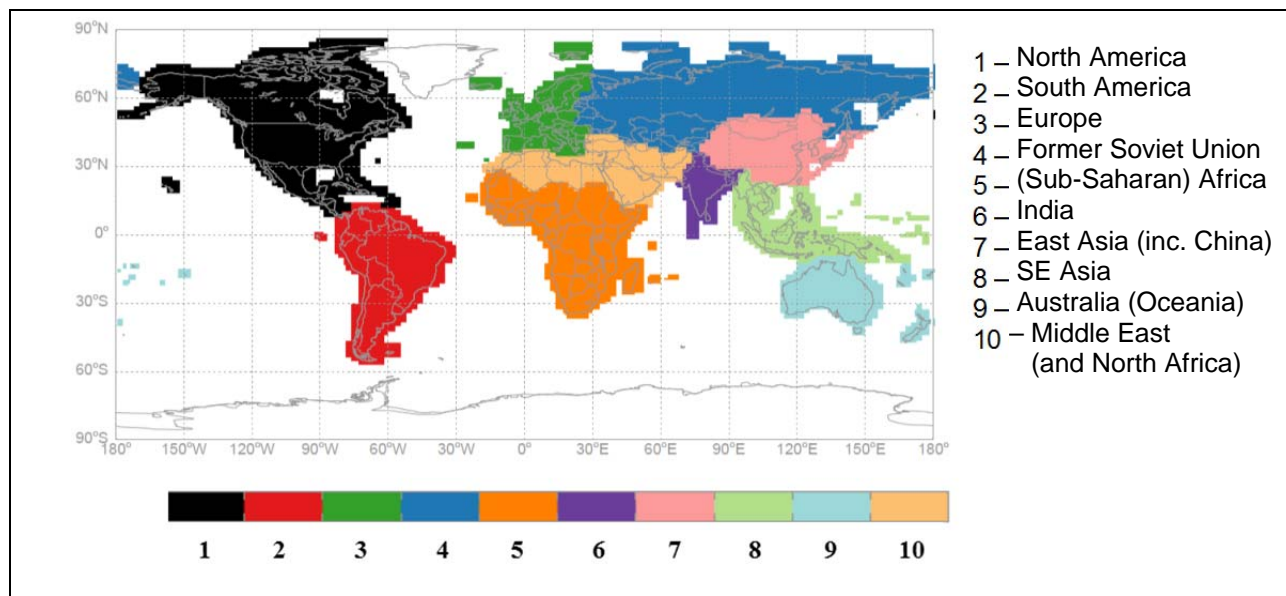 90°N
60°N
30°N
0°
30°S
60°S
90°S
180° 150°W 120°W 90°W 60°W 30°W 0° 30°E 60°E 90°E 120°E 150°E 180°
1 2 3 4 5 6 7 8 9 10
1 – North America
2 – South America
3 – Europe
4 – Former Soviet Union
5 – (Sub-Saharan) Africa
6 – India
7 – East Asia (inc. China)
8 – SE Asia
9 – Australia (Oceania)
10 – Middle East
(and North Africa)